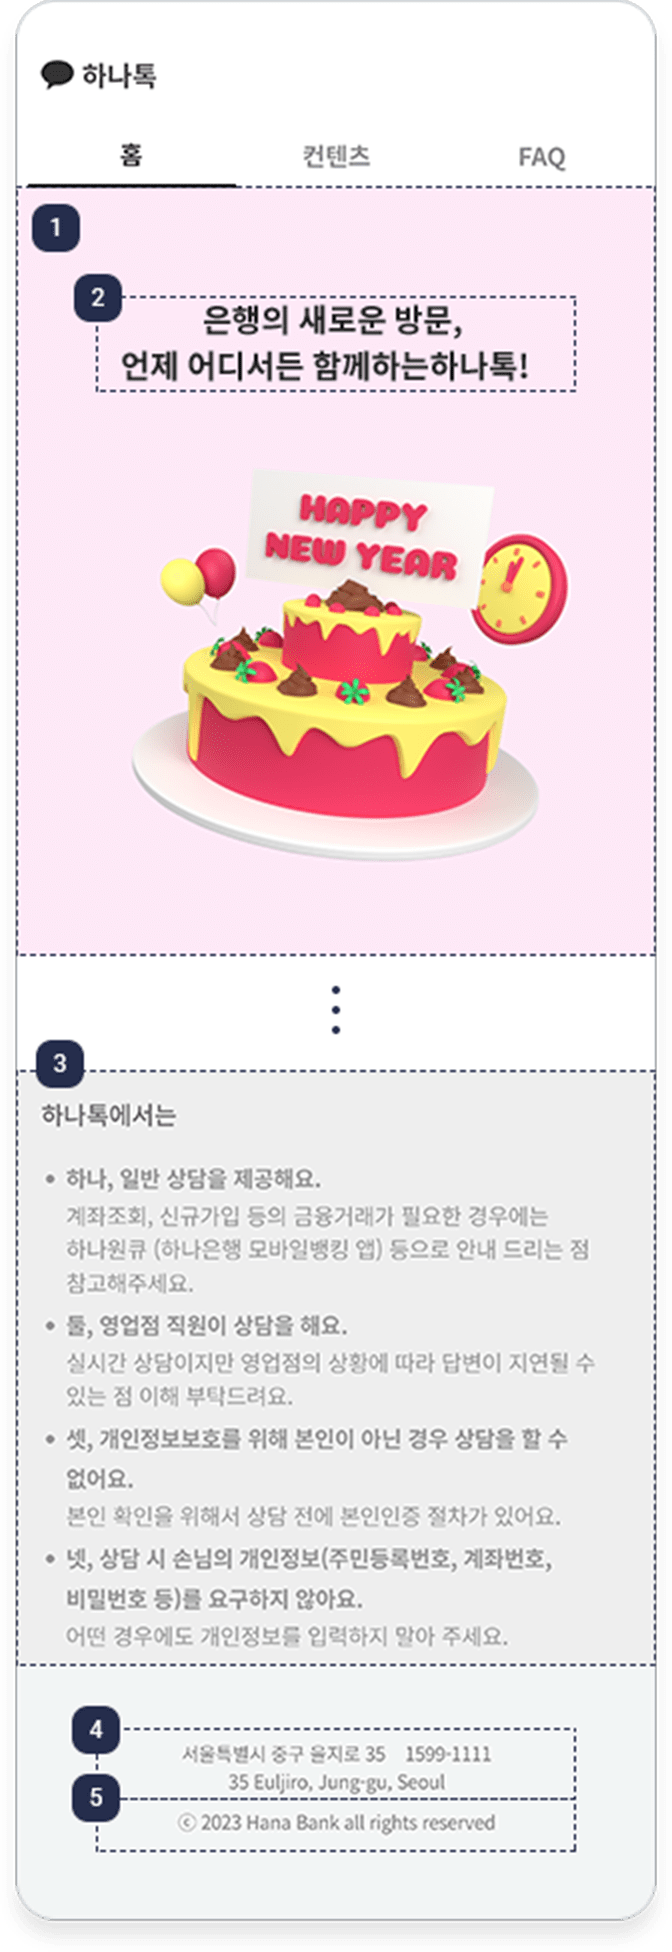 하나톡
홈 컨텐츠 FAQ
1
2
은행의 새로운 방문,
언제 어디서든 함께하는하나톡!
HAPPY
NEW YEAR
3
하나톡에서는
• 하나, 일반 상담을 제공해요.
계좌조회, 신규가입 등의 금융거래가 필요한 경우에는
하나원큐 (하나은행 모바일뱅킹 앱) 등으로 안내 드리는 점
참고해주세요.
• 둘, 영업점 직원이 상담을 해요.
실시간 상담이지만 영업점의 상황에 따라 답변이 지연될 수
있는 점 이해 부탁드려요.
• 셋, 개인정보보호를 위해 본인이 아닌 경우 상담을 할 수
없어요.
본인 확인을 위해서 상담 전에 본인인증 절차가 있어요.
• 넷, 상담 시 손님의 개인정보(주민등록번호, 계좌번호,
비밀번호 등)를 요구하지 않아요.
어떤 경우에도 개인정보를 입력하지 말아 주세요.
4
서울특별시 중구 을지로 35 1599-1111
35 Euljiro, Jung-gu, Seoul
5
ⓒ 2023 Hana Bank all rights reserved